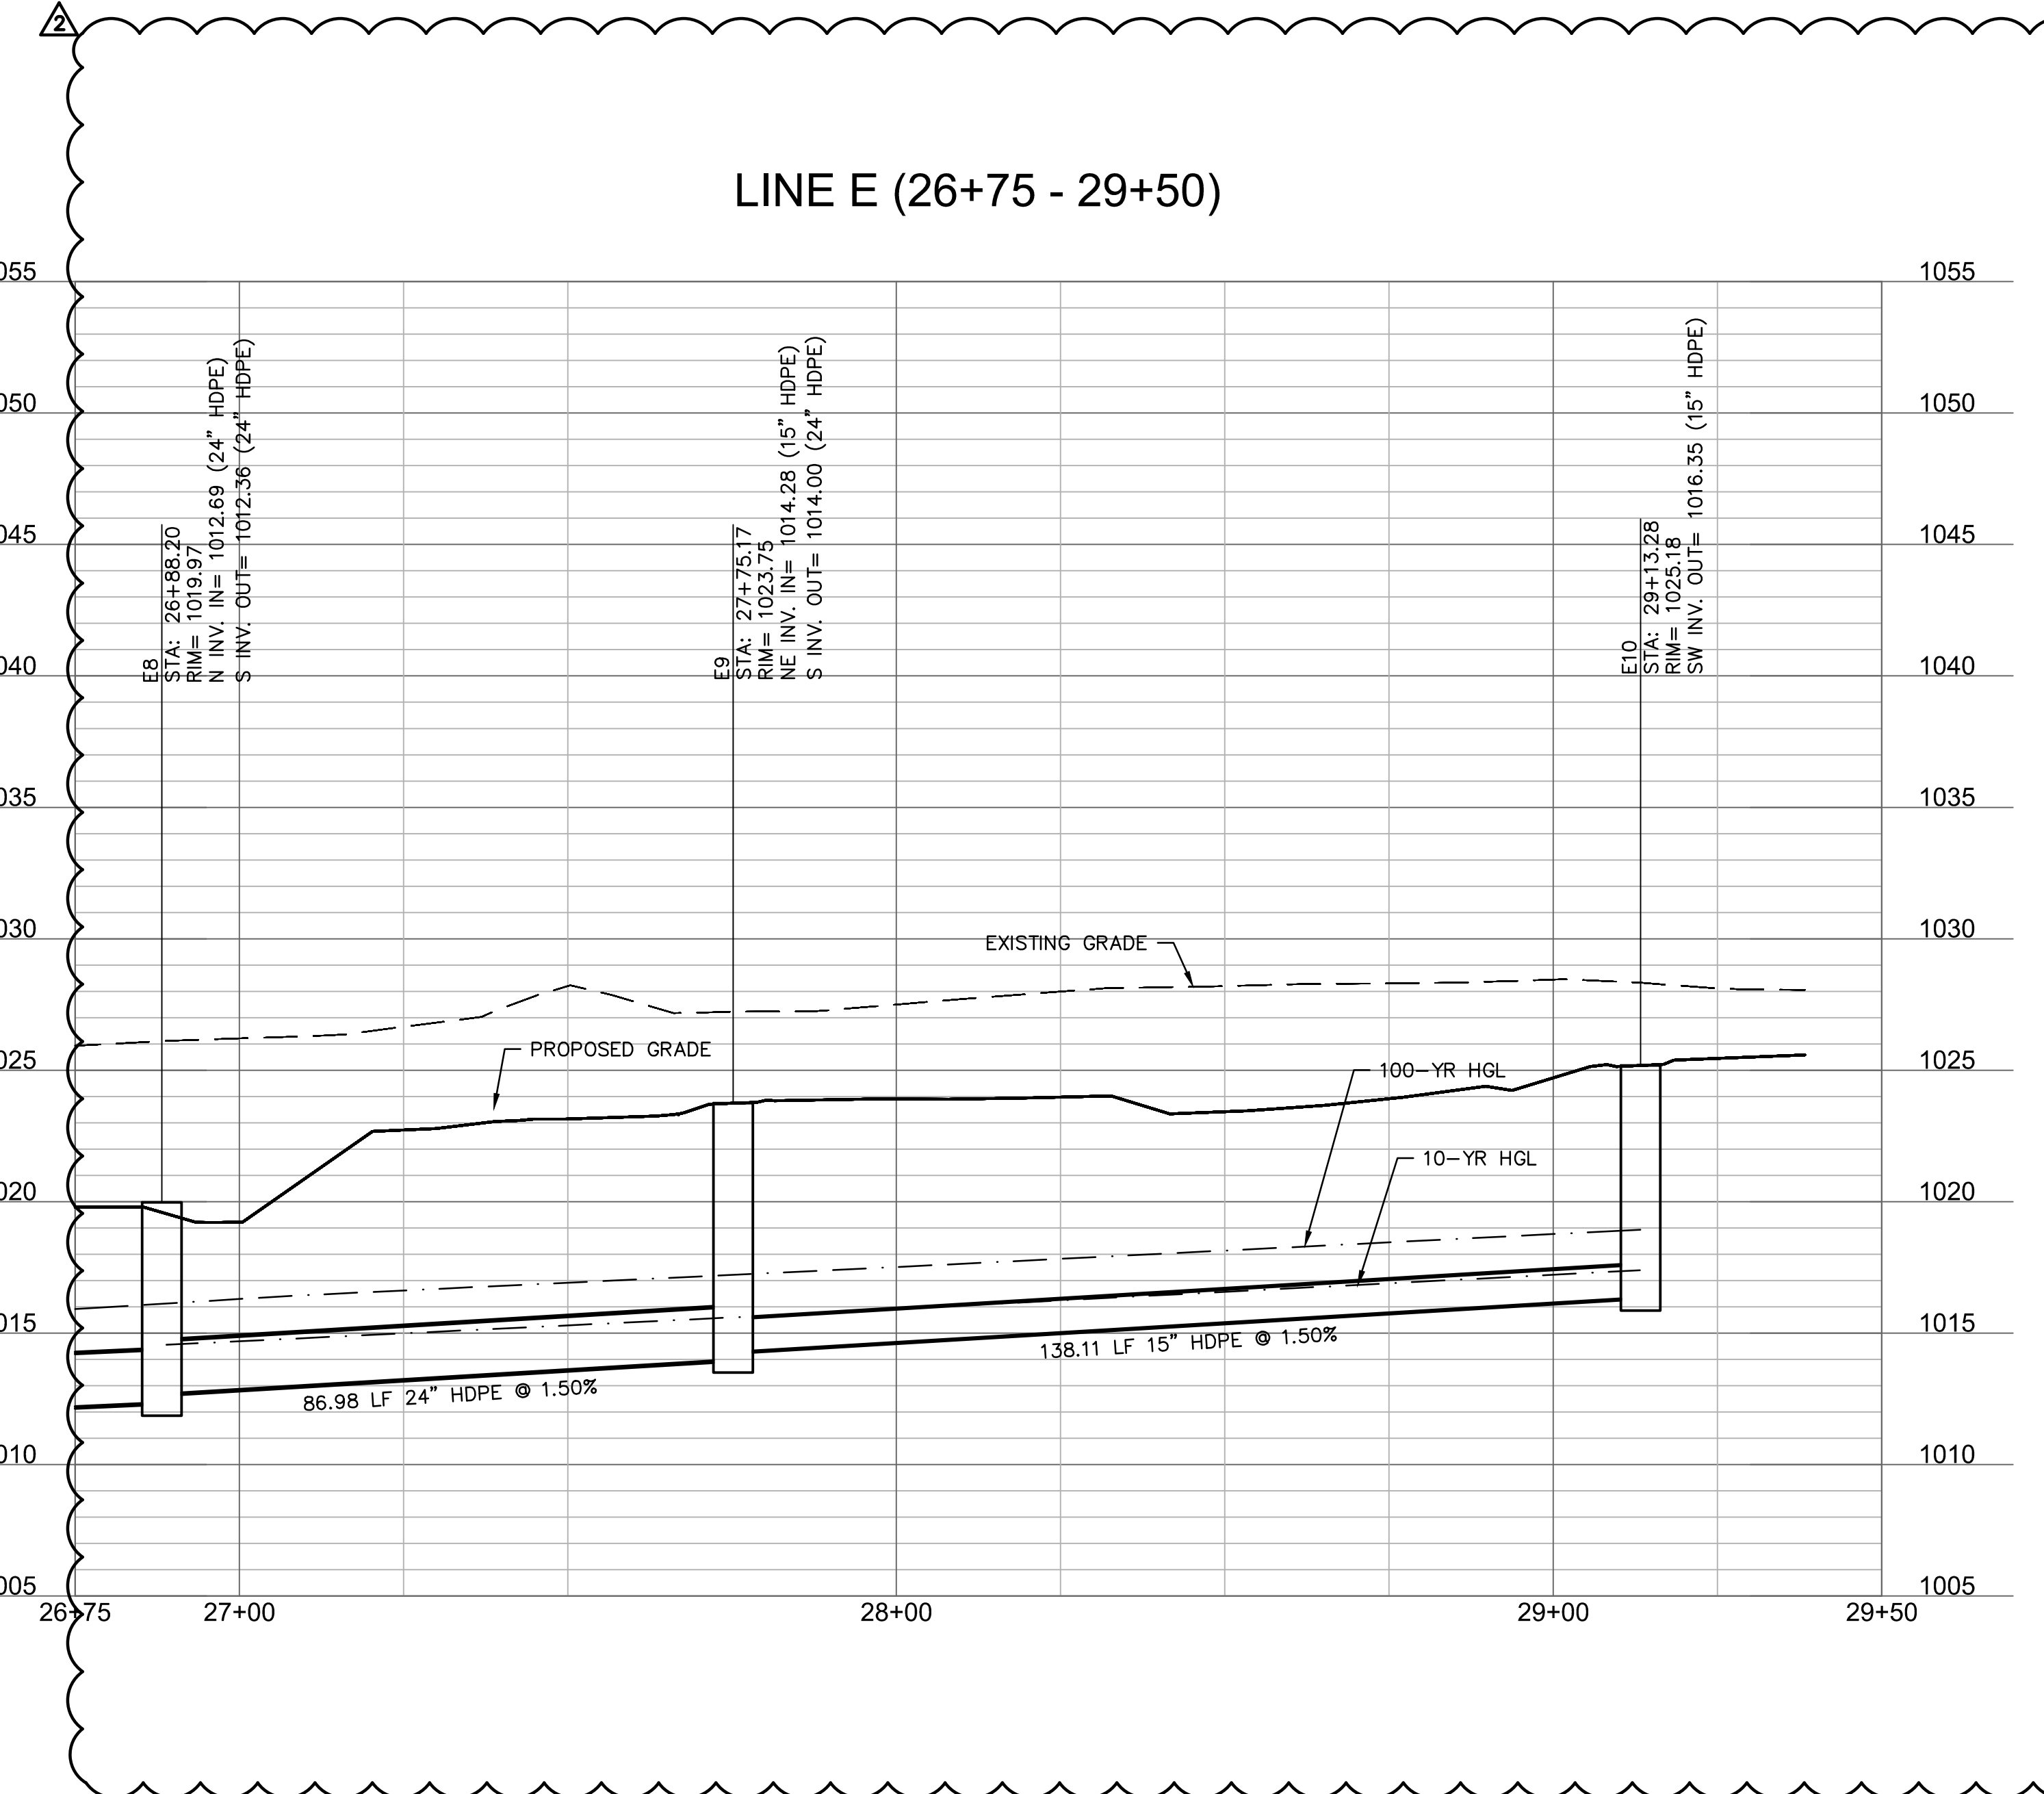 2
LINE E (26+75 - 29+50)
055
050
045
040
035
030
025
020
015
010
005
1055
1050
1045
1040
1035
1030
1025
1020
1015
1010
1005
E8
STA: 26+88.20
RIM= 1019.97
N INV. IN= 1012.69 (24" HDPE)
S INV. OUT= 1012.36 (24" HDPE)
E9
STA: 27+75.17
RIM= 1023.75
NE INV. IN= 1014.28 (15" HDPE)
S INV. OUT= 1014.00 (24" HDPE)
E10
STA: 29+13.28
RIM= 1025.18
SW INV. OUT= 1016.35 (15" HDPE)
EXISTING GRADE
PROPOSED GRADE
100-YR HGL
10-YR HGL
138.11 LF 15" HDPE @ 1.50%
86.98 LF 24" HDPE @ 1.50%
26+75
27+00
28+00
29+00
29+50